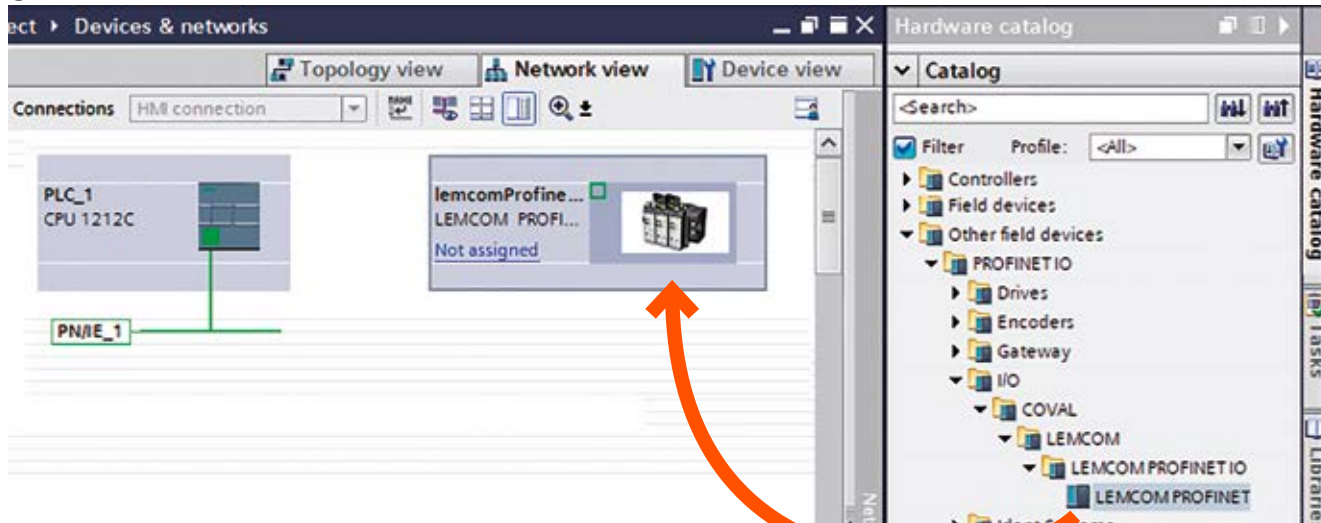 ect ▸ Devices & networks
Topology view Network view Device view
Connections HMI connection
PLC_1
CPU 1212C
lemcomProfine...
LEMCOM PROFI...
Not assigned
PN/IE_1
Hardware catalog
Catalog
<Search>
Filter Profile: <All>
Controllers
Field devices
Other field devices
PROFINET IO
Drives
Encoders
Gateway
I/O
COVAL
LEMCOM
LEMCOM PROFINET IO
LEMCOM PROFINET
Hardware catalog
Tasks
Librarie
Net